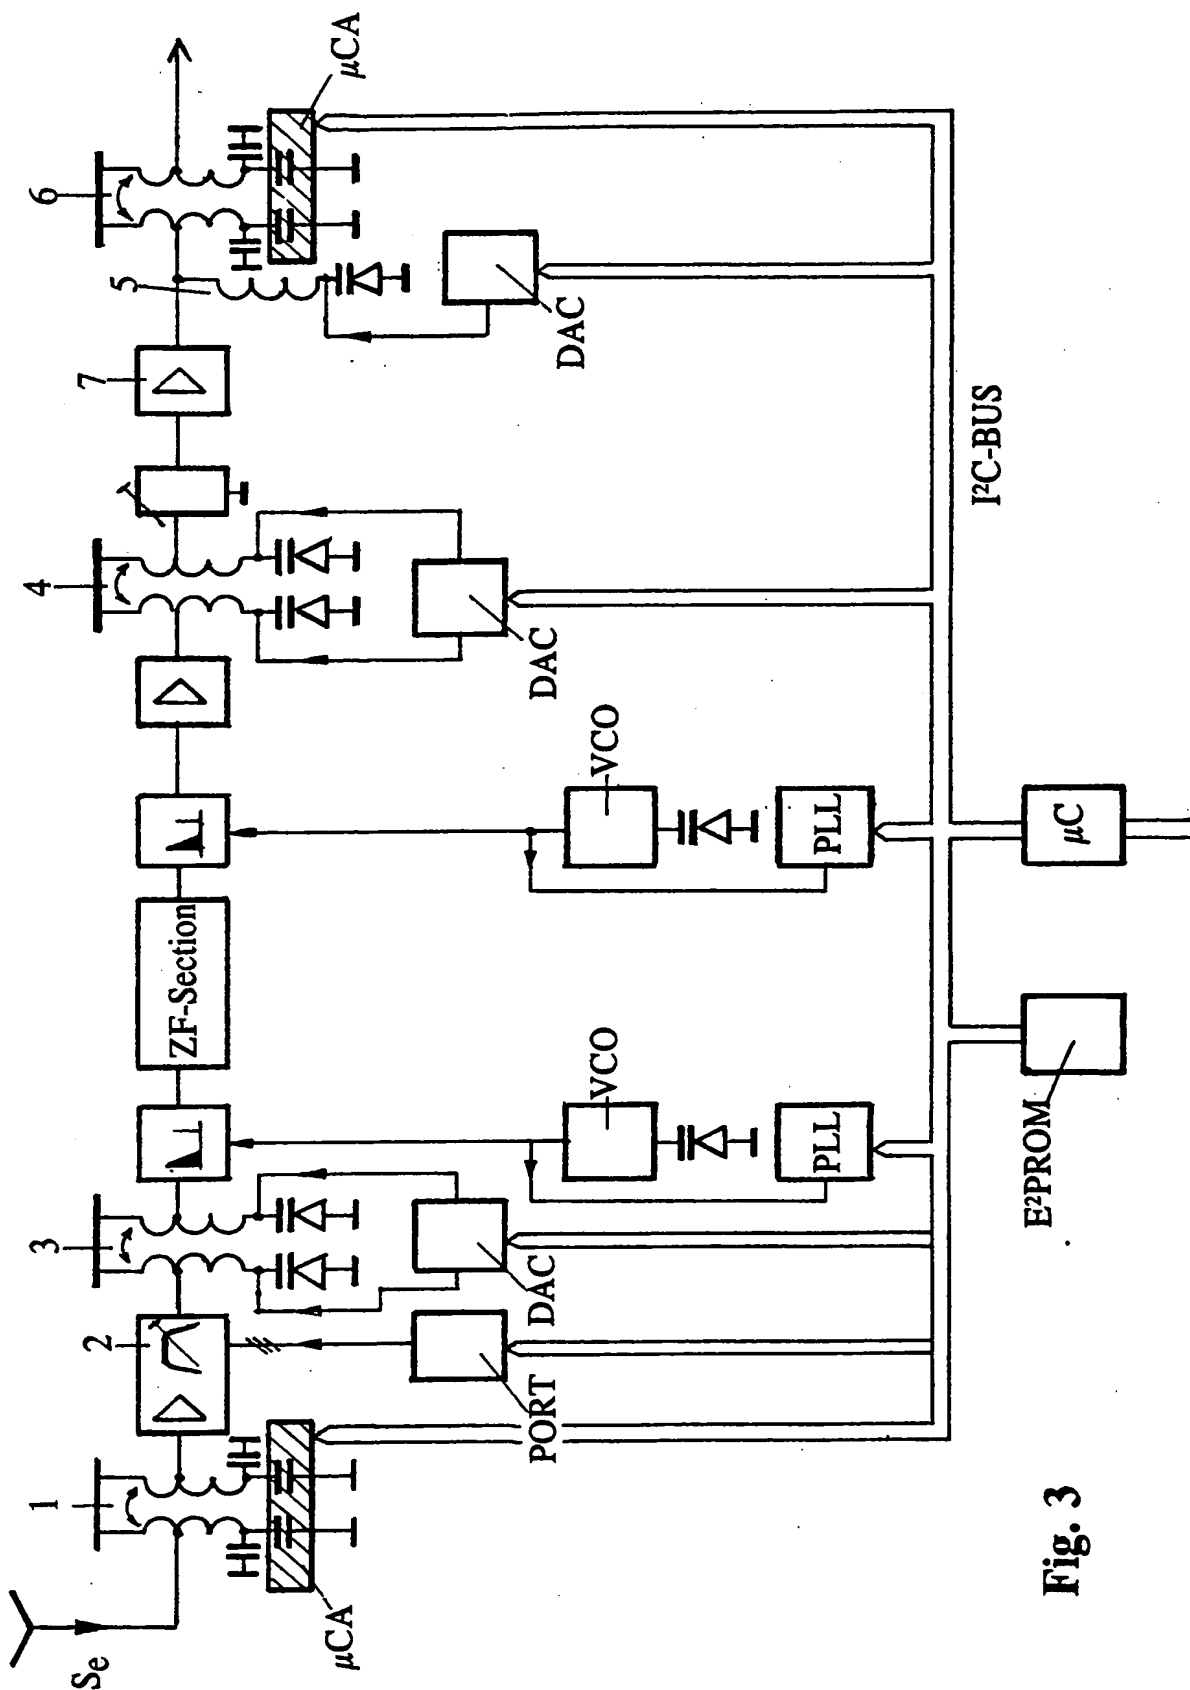 Se
1
2
3
4
7
5
6
ZF-Section
μCA
μCA
PORT
DAC
VCO
VCO
DAC
DAC
PLL
PLL
I²C-BUS
E²PROM
μC
Fig. 3